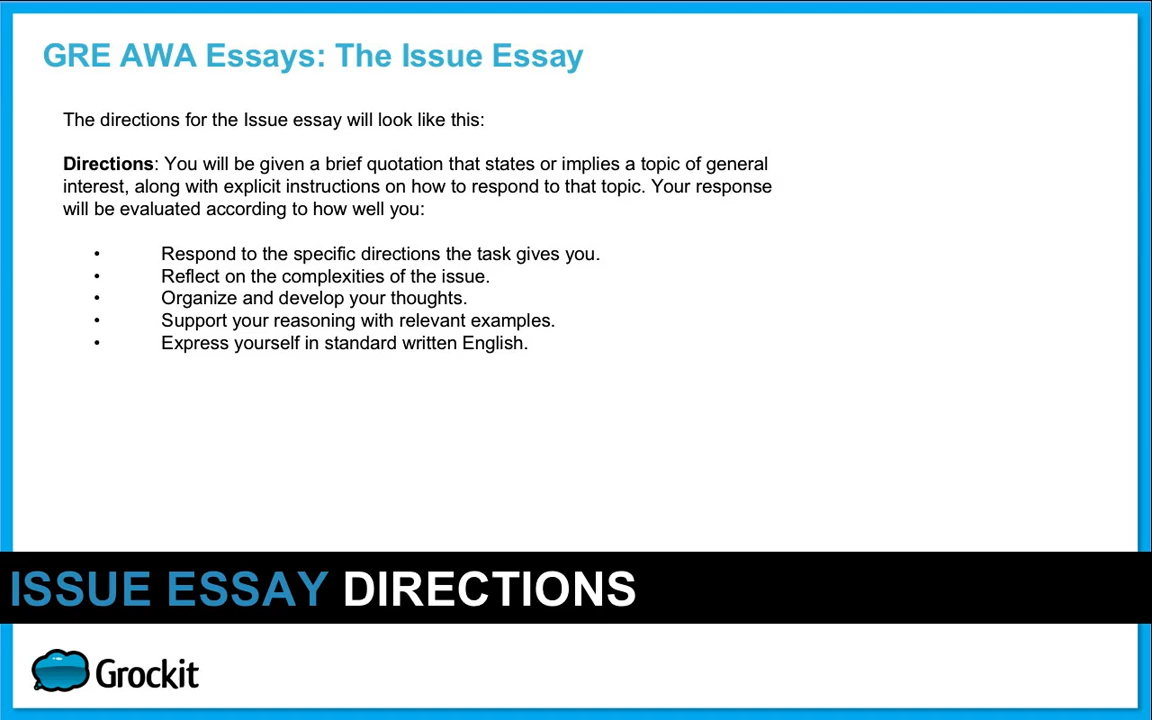 GRE AWA Essays: The Issue Essay
The directions for the Issue essay will look like this:
Directions: You will be given a brief quotation that states or implies a topic of general
interest, along with explicit instructions on how to respond to that topic. Your response
will be evaluated according to how well you:
• Respond to the specific directions the task gives you.
• Reflect on the complexities of the issue.
• Organize and develop your thoughts.
• Support your reasoning with relevant examples.
• Express yourself in standard written English.
ISSUE ESSAY DIRECTIONS
Grockit